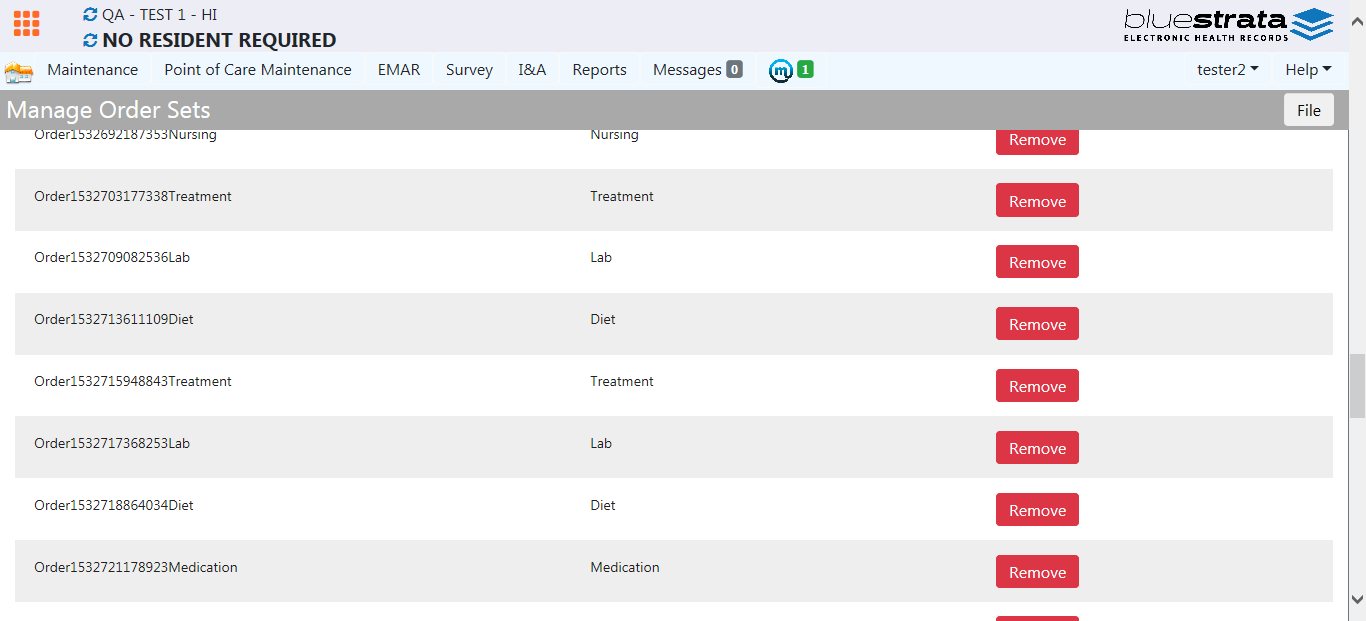 QA - TEST 1 - HI
NO RESIDENT REQUIRED
bluestrata
ELECTRONIC HEALTH RECORDS
Maintenance Point of Care Maintenance EMAR Survey I&A Reports Messages 0 m 1 tester2 Help
Manage Order Sets File
Order1532692187353Nursing Nursing Remove
Order1532703177338Treatment Treatment Remove
Order1532709082536Lab Lab Remove
Order1532713611109Diet Diet Remove
Order1532715948843Treatment Treatment Remove
Order1532717368253Lab Lab Remove
Order1532718864034Diet Diet Remove
Order1532721178923Medication Medication Remove